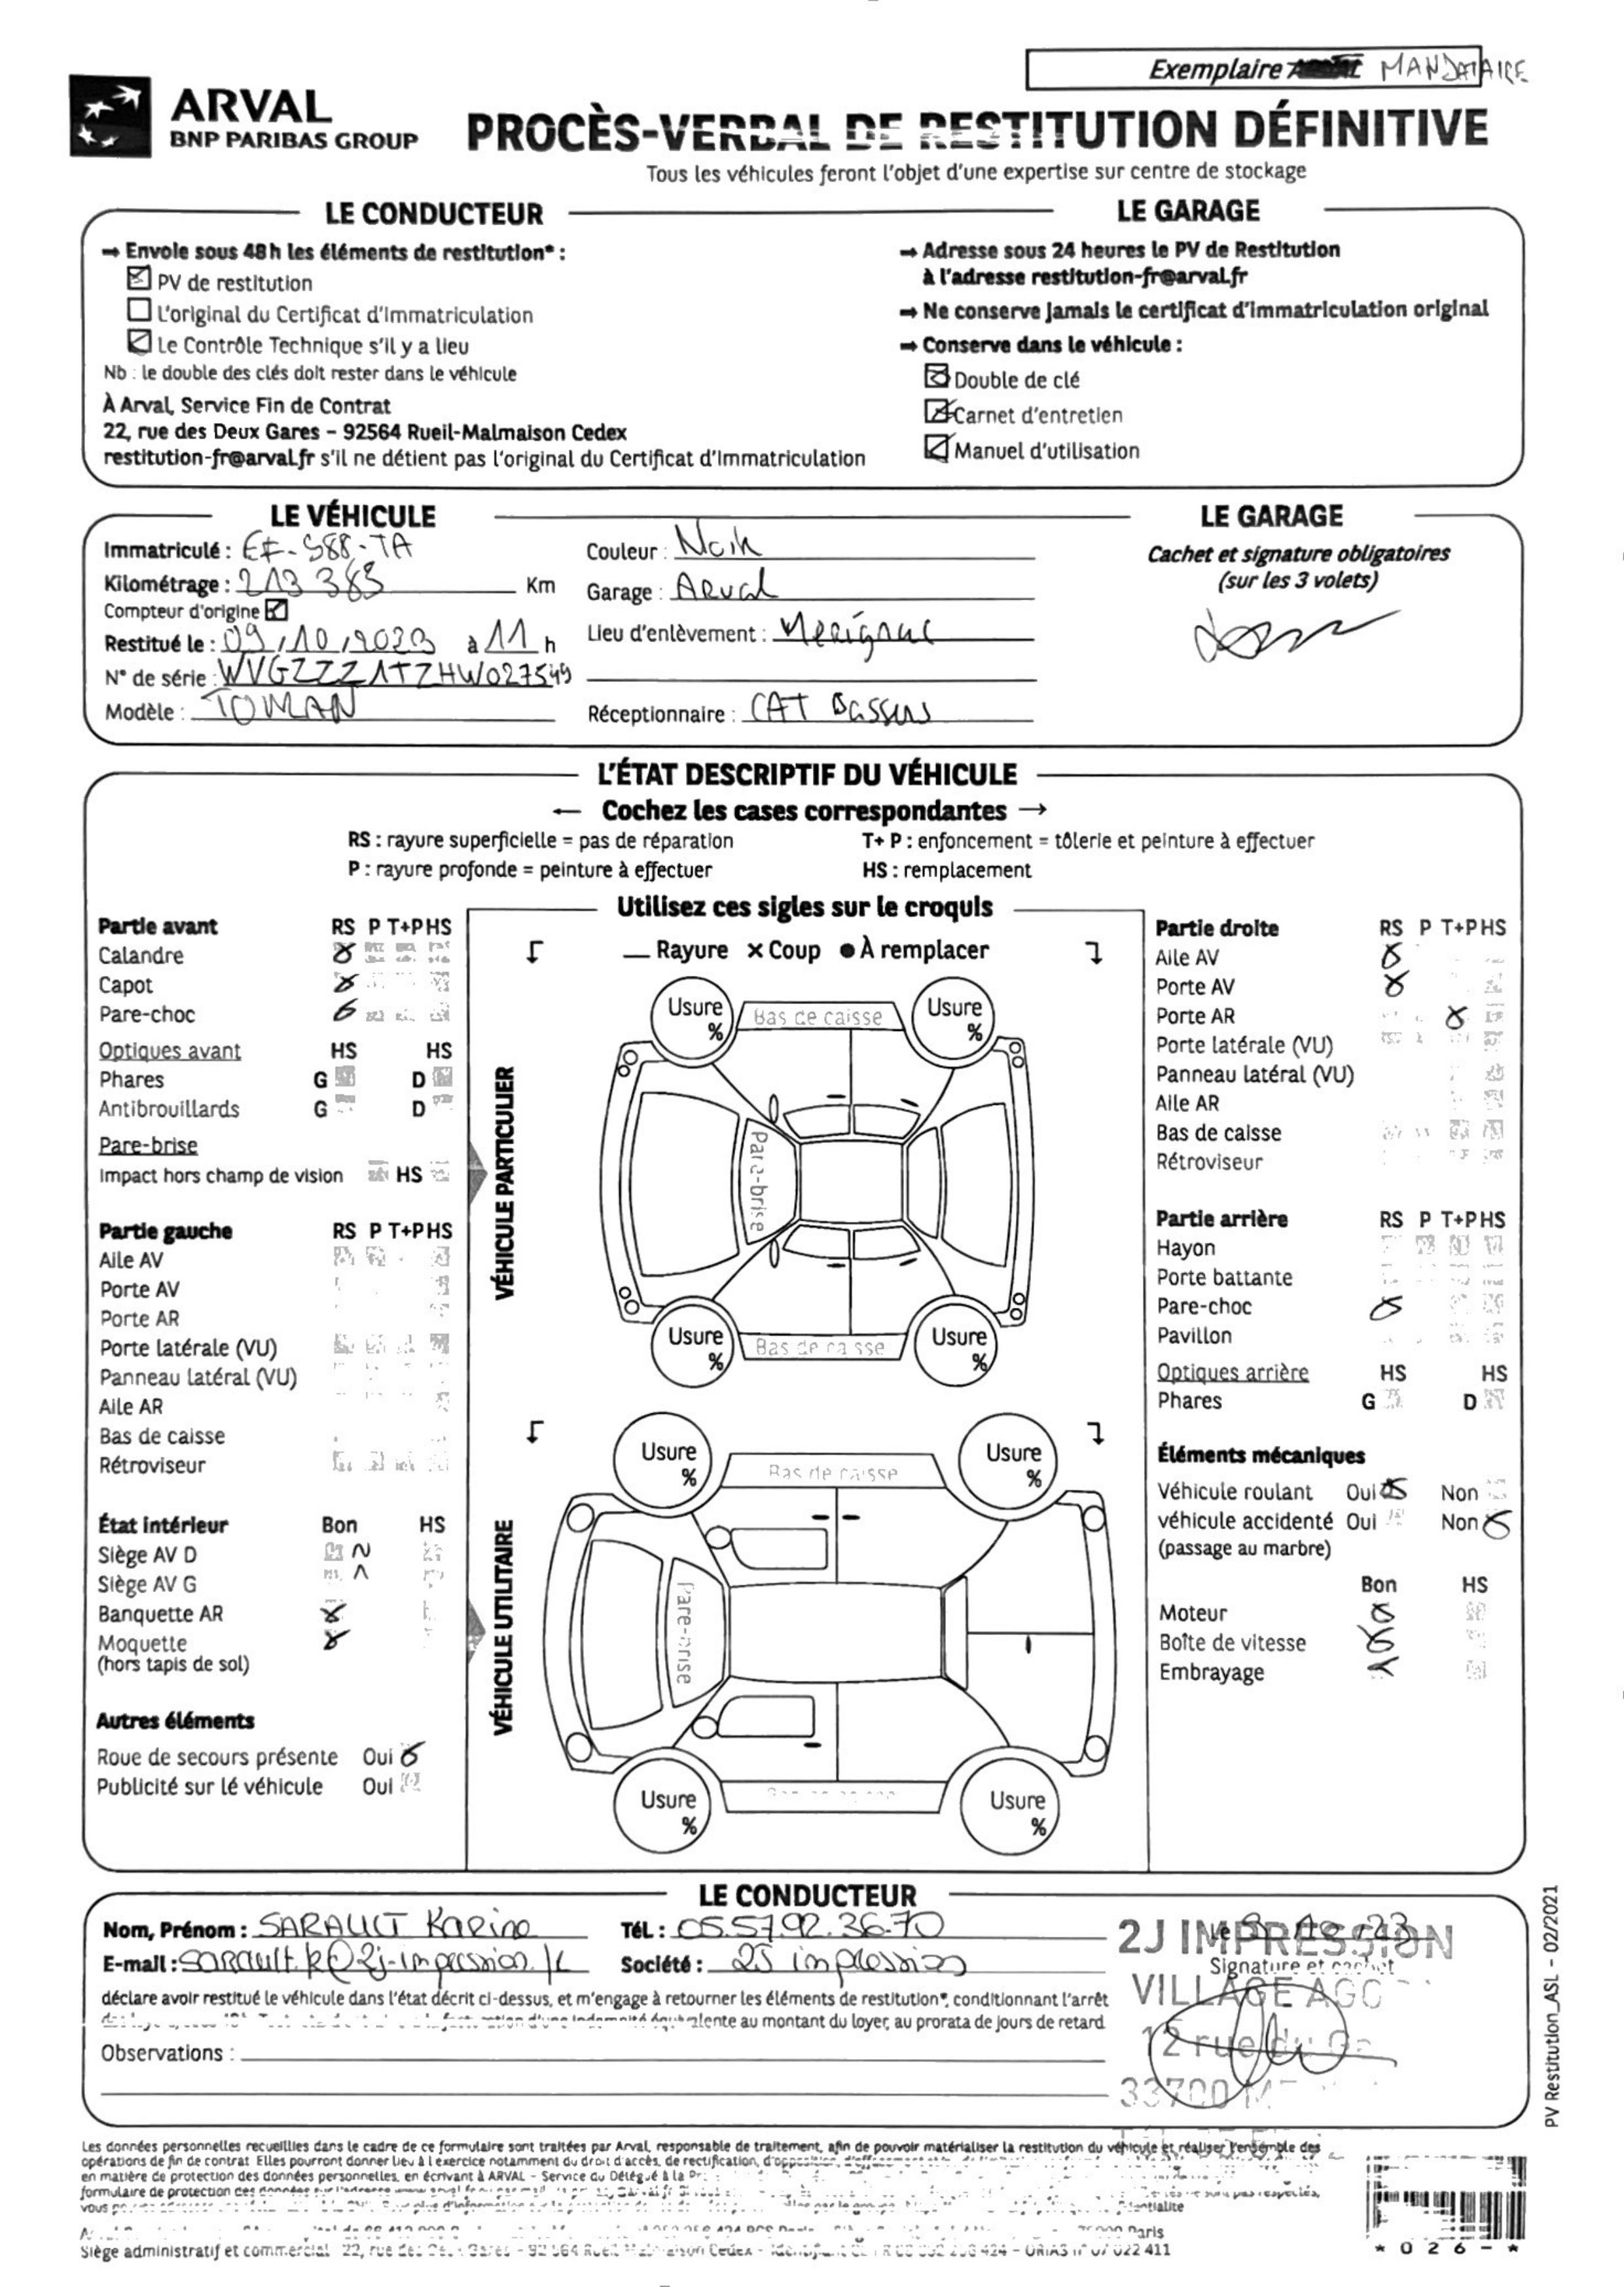 Exemplaire MANDATAIRE
ARVAL
BNP PARIBAS GROUP
PROCÈS-VERBAL DE RESTITUTION DÉFINITIVE
Tous les véhicules feront l'objet d'une expertise sur centre de stockage
LE CONDUCTEUR
➞ Envoie sous 48h les éléments de restitution* :
PV de restitution
L'original du Certificat d'Immatriculation
Le Contrôle Technique s'il y a lieu
Nb : le double des clés doit rester dans le véhicule
À Arval, Service Fin de Contrat
22, rue des Deux Gares – 92564 Rueil-Malmaison Cedex
restitution-fr@arval.fr s'il ne détient pas l'original du Certificat d'Immatriculation
LE GARAGE
➞ Adresse sous 24 heures le PV de Restitution
à l'adresse restitution-fr@arval.fr
➞ Ne conserve jamais le certificat d'immatriculation original
➞ Conserve dans le véhicule :
Double de clé
Carnet d'entretien
Manuel d'utilisation
LE VÉHICULE
Immatriculé : EF-988-TA
Kilométrage : 213 383 Km
Compteur d'origine
Restitué le : 09/10/2023 à 11 h
N° de série : WVGZZZ1TZHW027549
Modèle : TOURAN
Couleur : Noir
Garage : Arval
Lieu d'enlèvement : Merignac
Réceptionnaire : CAT Bassens
LE GARAGE
Cachet et signature obligatoires
(sur les 3 volets)
L'ÉTAT DESCRIPTIF DU VÉHICULE
← Cochez les cases correspondantes →
RS : rayure superficielle = pas de réparation
T+ P : enfoncement = tôlerie et peinture à effectuer
P : rayure profonde = peinture à effectuer
HS : remplacement
Utilisez ces sigles sur le croquis
— Rayure × Coup ● À remplacer
Partie avant RS P T+P HS
Calandre
Capot
Pare-choc
Optiques avant HS HS
Phares G D
Antibrouillards G D
Pare-brise
Impact hors champ de vision HS
Partie gauche RS P T+P HS
Aile AV
Porte AV
Porte AR
Porte latérale (VU)
Panneau latéral (VU)
Aile AR
Bas de caisse
Rétroviseur
État intérieur Bon HS
Siège AV D
Siège AV G
Banquette AR
Moquette
(hors tapis de sol)
Autres éléments
Roue de secours présente Oui
Publicité sur lé véhicule Oui
VÉHICULE PARTICULIER
Usure %
Bas de caisse
Usure %
Pare-brise
Usure %
Bas de caisse
Usure %
VÉHICULE UTILITAIRE
Usure %
Bas de caisse
Usure %
Pare-brise
Usure %
Usure %
Partie droite RS P T+P HS
Aile AV
Porte AV
Porte AR
Porte latérale (VU)
Panneau latéral (VU)
Aile AR
Bas de caisse
Rétroviseur
Partie arrière RS P T+P HS
Hayon
Porte battante
Pare-choc
Pavillon
Optiques arrière HS HS
Phares G D
Éléments mécaniques
Véhicule roulant Oui Non
véhicule accidenté Oui Non
(passage au marbre)
Bon HS
Moteur
Boîte de vitesse
Embrayage
LE CONDUCTEUR
Nom, Prénom : SARAULT Karine
Tél. : 05.57.92.36.70
E-mail : sarault.k@2j-impression.fr
Société : 2J impression
déclare avoir restitué le véhicule dans l'état décrit ci-dessus, et m'engage à retourner les éléments de restitution*, conditionnant l'arrêt
équivalente au montant du loyer, au prorata de jours de retard
Observations :
2J IMPRESSION
Signature et cachet
VILLAGE
12 rue du
33700
PV Restitution_ASL – 02/2021
Les données personnelles recueillies dans le cadre de ce formulaire sont traitées par Arval, responsable de traitement, afin de pouvoir matérialiser la restitution du véhicule et réaliser l'ensemble des
opérations de fin de contrat. Elles pourront donner lieu à l'exercice notamment du droit d'accès, de rectification,
en matière de protection des données personnelles, en écrivant à ARVAL – Service du Délégué à la
formulaire de protection des données
Paris
Siège administratif et commercial 22, rue des Deux Gares – 92564 Rueil-Malmaison Cedex – – ORIAS n° 07 022 411
* 0 2 6 – *